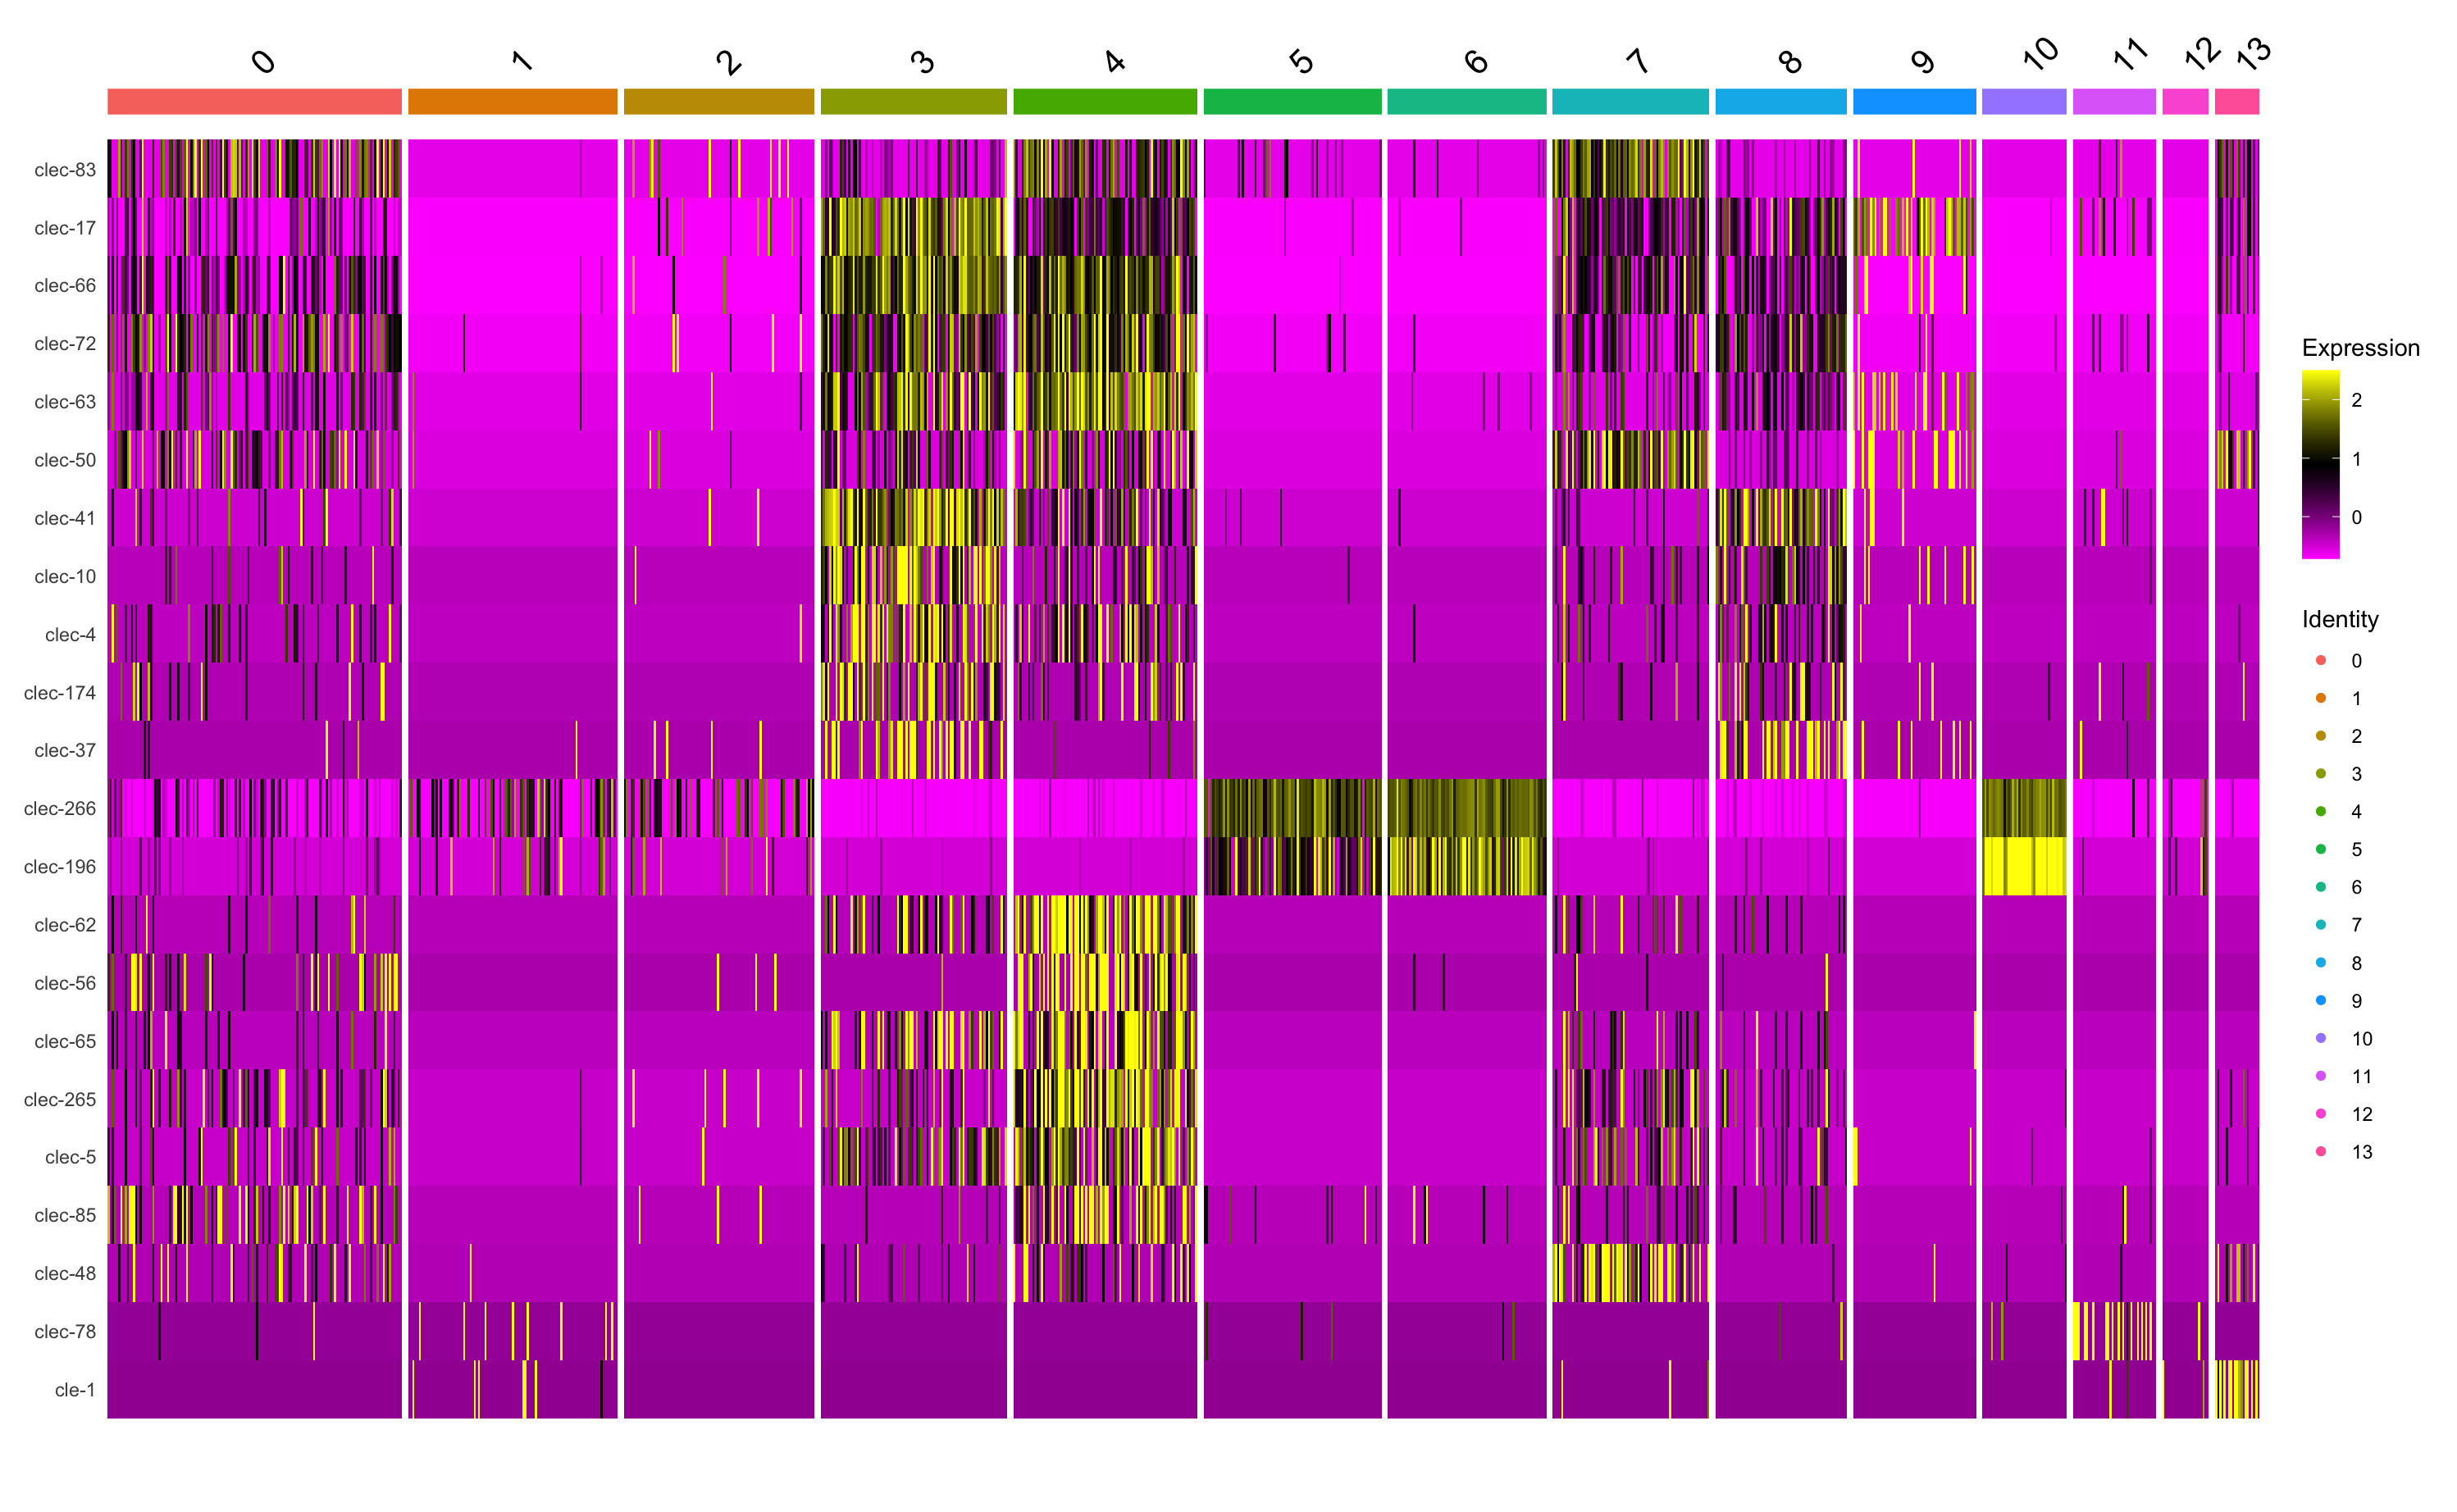 0 1 2 3 4 5 6 7 8 9 10 11 12 13
clec-83
clec-17
clec-66
clec-72
clec-63
clec-50
clec-41
clec-10
clec-4
clec-174
clec-37
clec-266
clec-196
clec-62
clec-56
clec-65
clec-265
clec-5
clec-85
clec-48
clec-78
cle-1
Expression
2
1
0
Identity
0
1
2
3
4
5
6
7
8
9
10
11
12
13